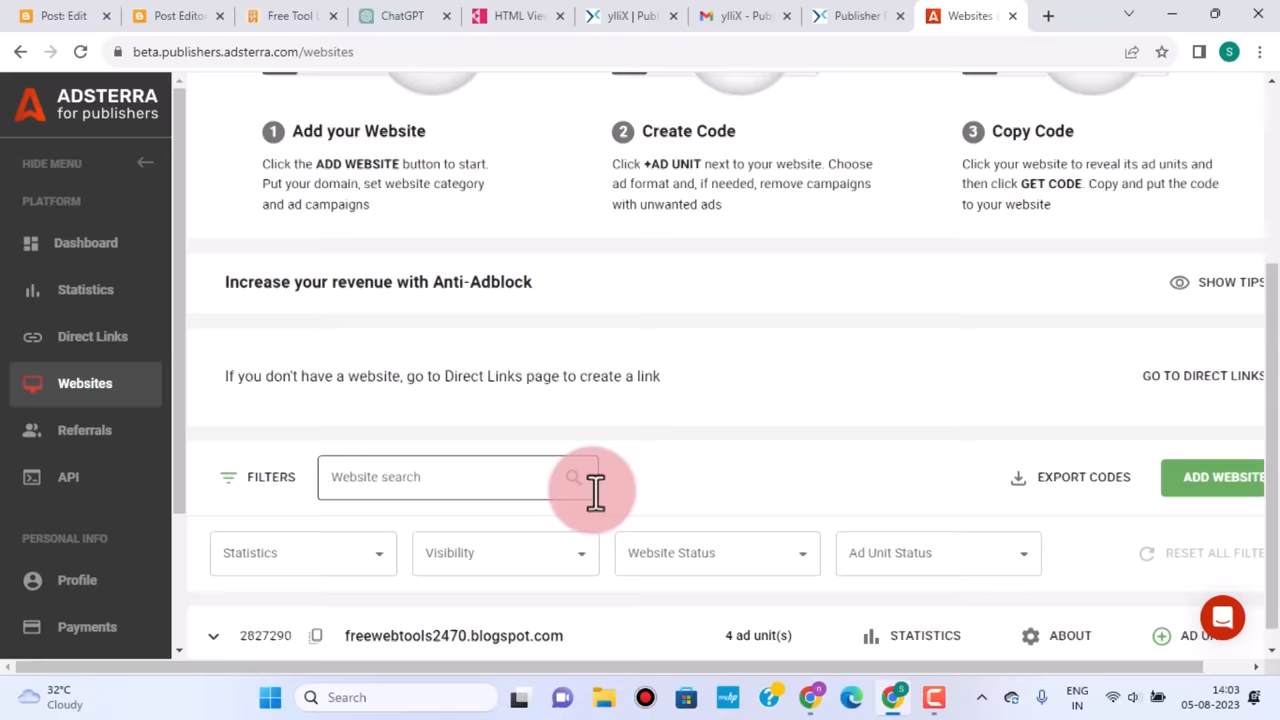 Post: Edit
Post Edito
Free Tool U
ChatGPT
HTML View
ylliX | Publ
ylliX - Publ
Publisher P
Websites
beta.publishers.adsterra.com/websites
S
ADSTERRA
for publishers
HIDE MENU
PLATFORM
Dashboard
Statistics
Direct Links
Websites
Referrals
API
PERSONAL INFO
Profile
Payments
1 Add your Website
Click the ADD WEBSITE button to start.
Put your domain, set website category
and ad campaigns
2 Create Code
Click +AD UNIT next to your website. Choose
ad format and, if needed, remove campaigns
with unwanted ads
3 Copy Code
Click your website to reveal its ad units and
then click GET CODE. Copy and put the code
to your website
Increase your revenue with Anti-Adblock
SHOW TIPS
If you don't have a website, go to Direct Links page to create a link
GO TO DIRECT LINKS
FILTERS
Website search
EXPORT CODES
ADD WEBSITE
Statistics
Visibility
Website Status
Ad Unit Status
RESET ALL FILTE
2827290
freewebtools2470.blogspot.com
4 ad unit(s)
STATISTICS
ABOUT
AD UN
32°C
Cloudy
Search
ENG
IN
14:03
05-08-2023